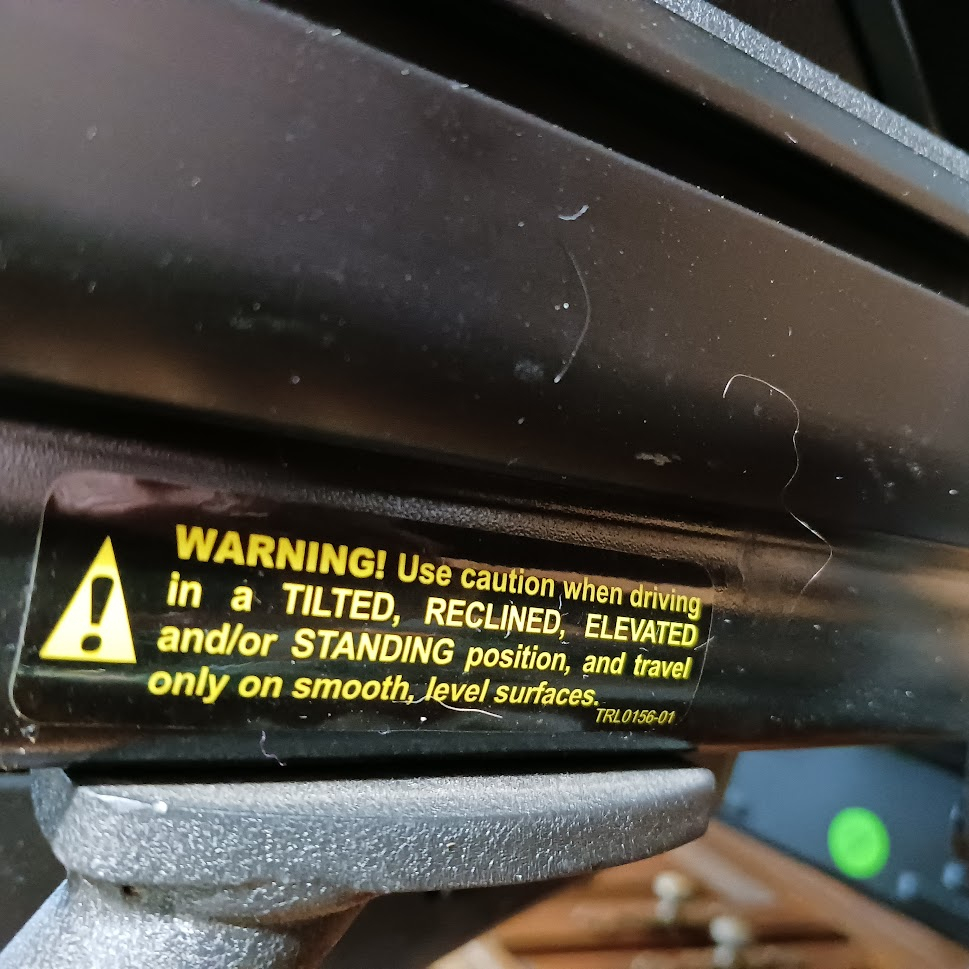 WARNING! Use caution when driving
in a TILTED, RECLINED, ELEVATED
and/or STANDING position, and travel
only on smooth, level surfaces.
TRL0156-01